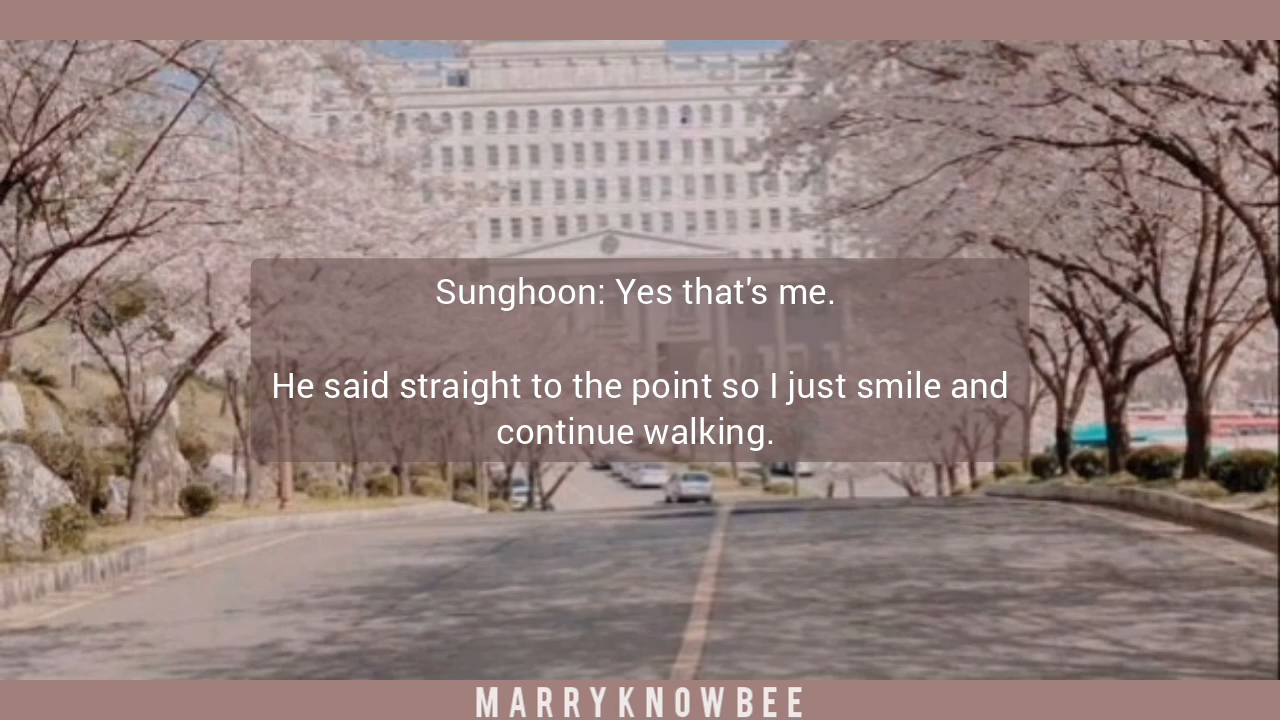 Sunghoon: Yes that's me.
He said straight to the point so I just smile and
continue walking.
MARRYKNOWBEE